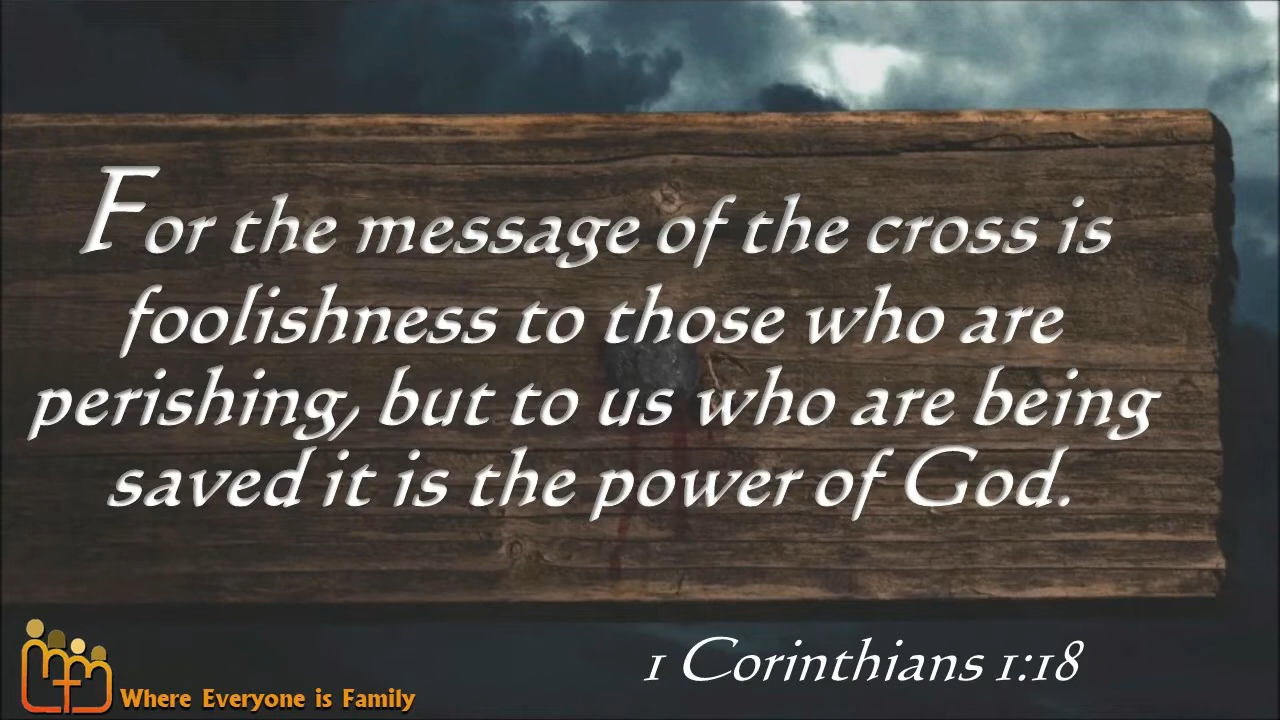 For the message of the cross is
foolishness to those who are
perishing, but to us who are being
saved it is the power of God.
1 Corinthians 1:18
Where Everyone is Family